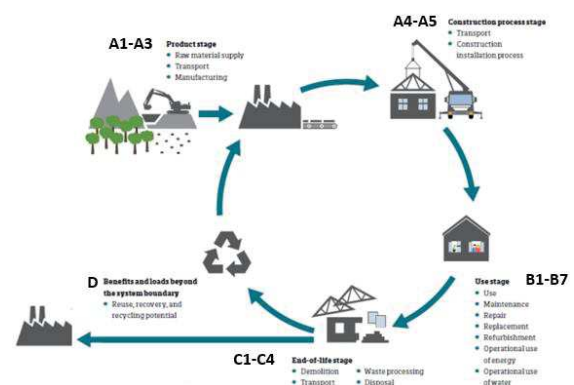 A1-A3
Product stage
Raw material supply
Transport
Manufacturing
A4-A5
Construction process stage
Transport
Construction
installation process
B1-B7
Use stage
Use
Maintenance
Repair
Replacement
Refurbishment
Operational use
of energy
Operational use
of water
C1-C4
End-of-life stage
Demolition
Transport
Waste processing
Disposal
D
Benefits and loads beyond
the system boundary
Reuse, recovery, and
recycling potential